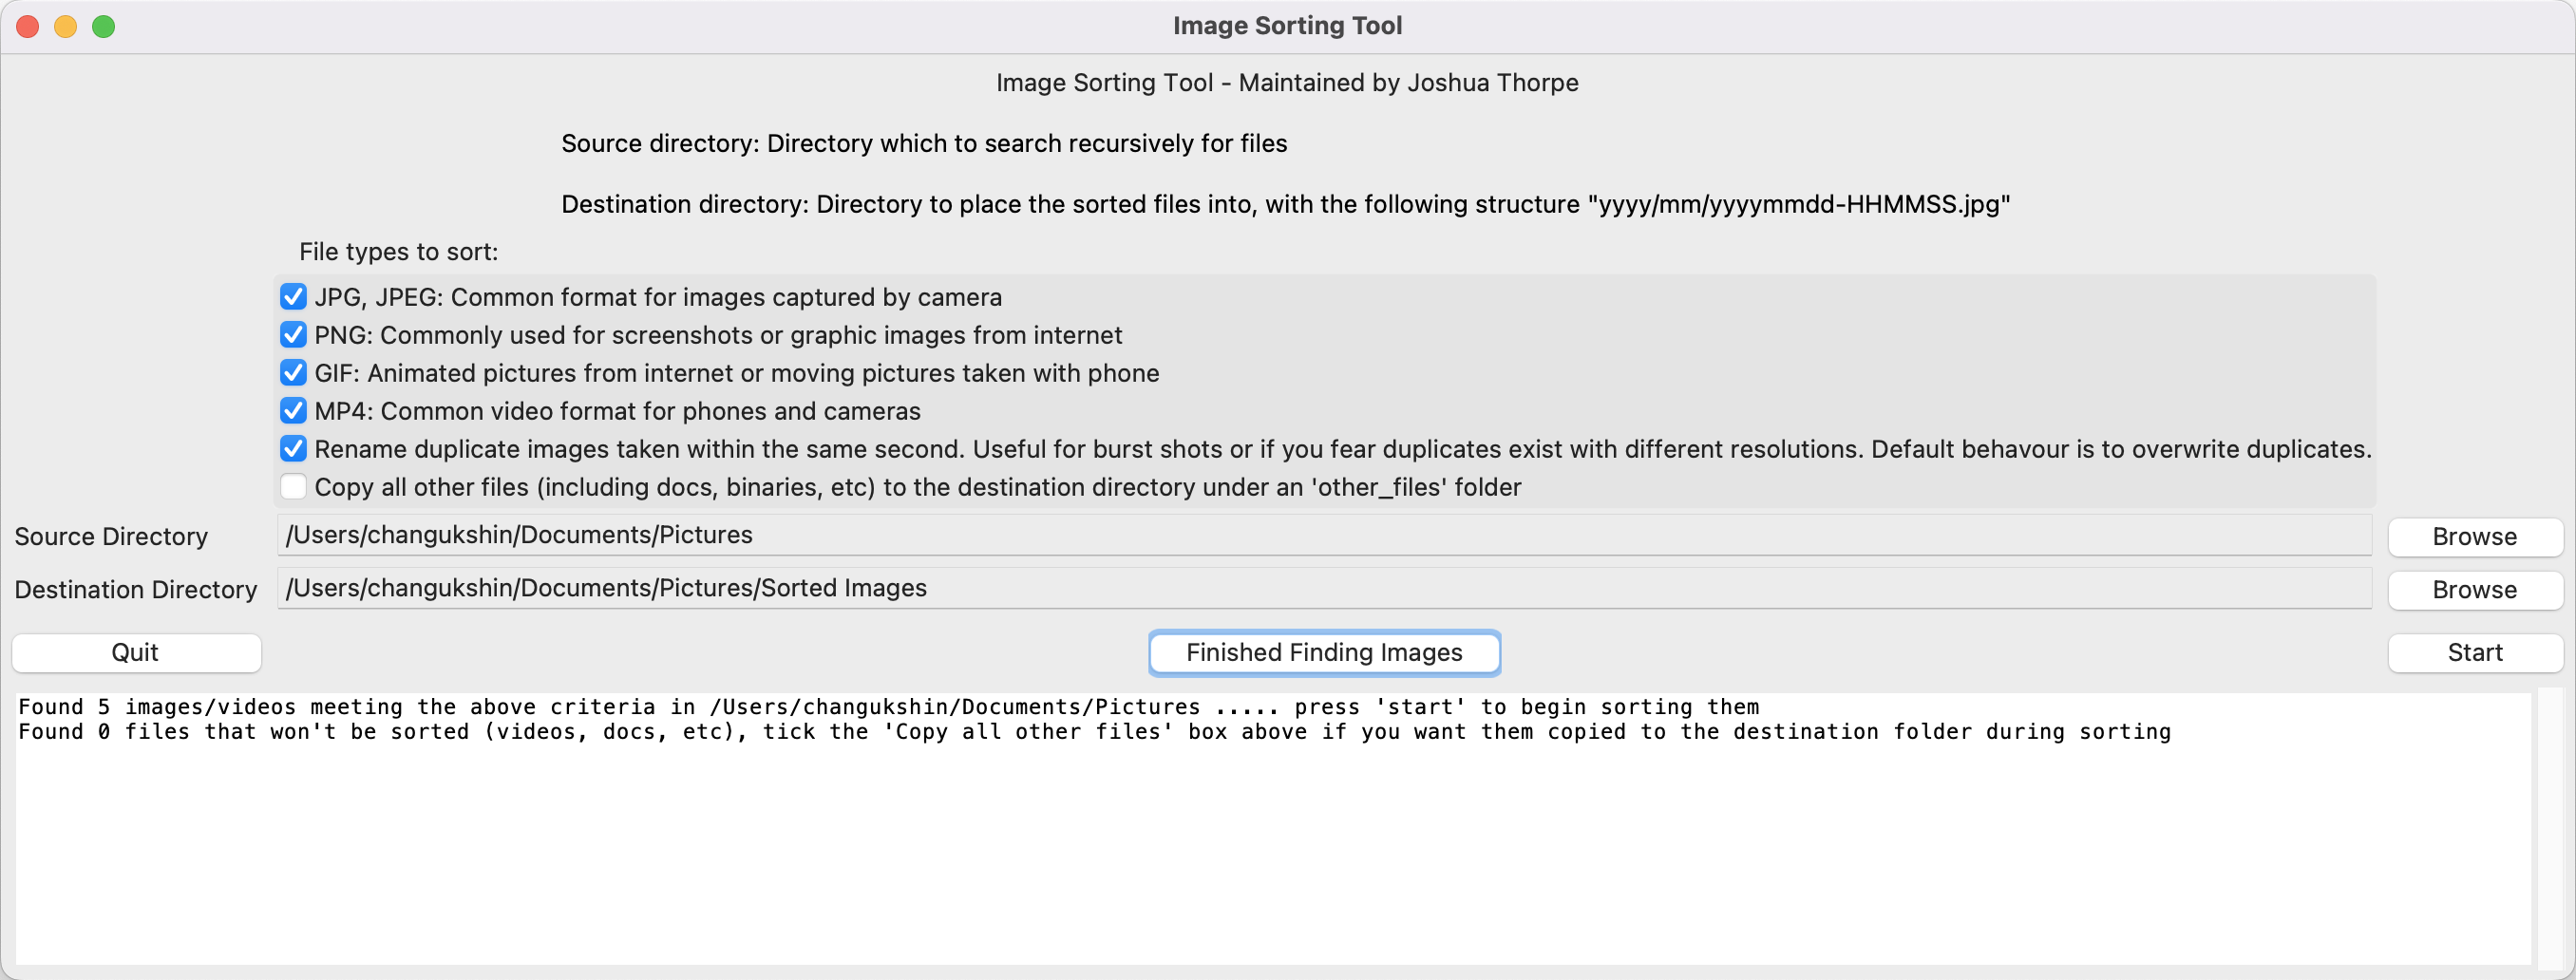 Image Sorting Tool
Image Sorting Tool - Maintained by Joshua Thorpe
Source directory: Directory which to search recursively for files
Destination directory: Directory to place the sorted files into, with the following structure "yyyy/mm/yyyymmdd-HHMMSS.jpg"
File types to sort:
JPG, JPEG: Common format for images captured by camera
PNG: Commonly used for screenshots or graphic images from internet
GIF: Animated pictures from internet or moving pictures taken with phone
MP4: Common video format for phones and cameras
Rename duplicate images taken within the same second. Useful for burst shots or if you fear duplicates exist with different resolutions. Default behavour is to overwrite duplicates.
Copy all other files (including docs, binaries, etc) to the destination directory under an 'other_files' folder
Source Directory /Users/changukshin/Documents/Pictures Browse
Destination Directory /Users/changukshin/Documents/Pictures/Sorted Images Browse
Quit Finished Finding Images Start
Found 5 images/videos meeting the above criteria in /Users/changukshin/Documents/Pictures ..... press 'start' to begin sorting them
Found 0 files that won't be sorted (videos, docs, etc), tick the 'Copy all other files' box above if you want them copied to the destination folder during sorting